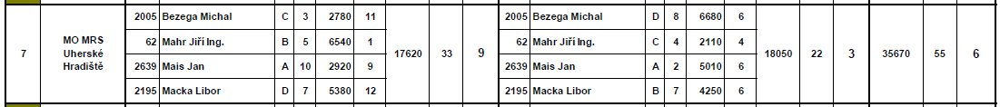 2005 Bezega Michal C 3 2780 11 2005 Bezega Michal D 8 6680 6
62 Mahr Jiří Ing. B 5 6540 1 62 Mahr Jiří Ing. C 4 2110 4
7 MO MRS Uherské Hradiště 17620 33 9 18050 22 3 35670 55 6
2639 Mais Jan A 10 2920 9 2639 Mais Jan A 2 5010 6
2195 Macka Libor D 7 5380 12 2195 Macka Libor B 7 4250 6